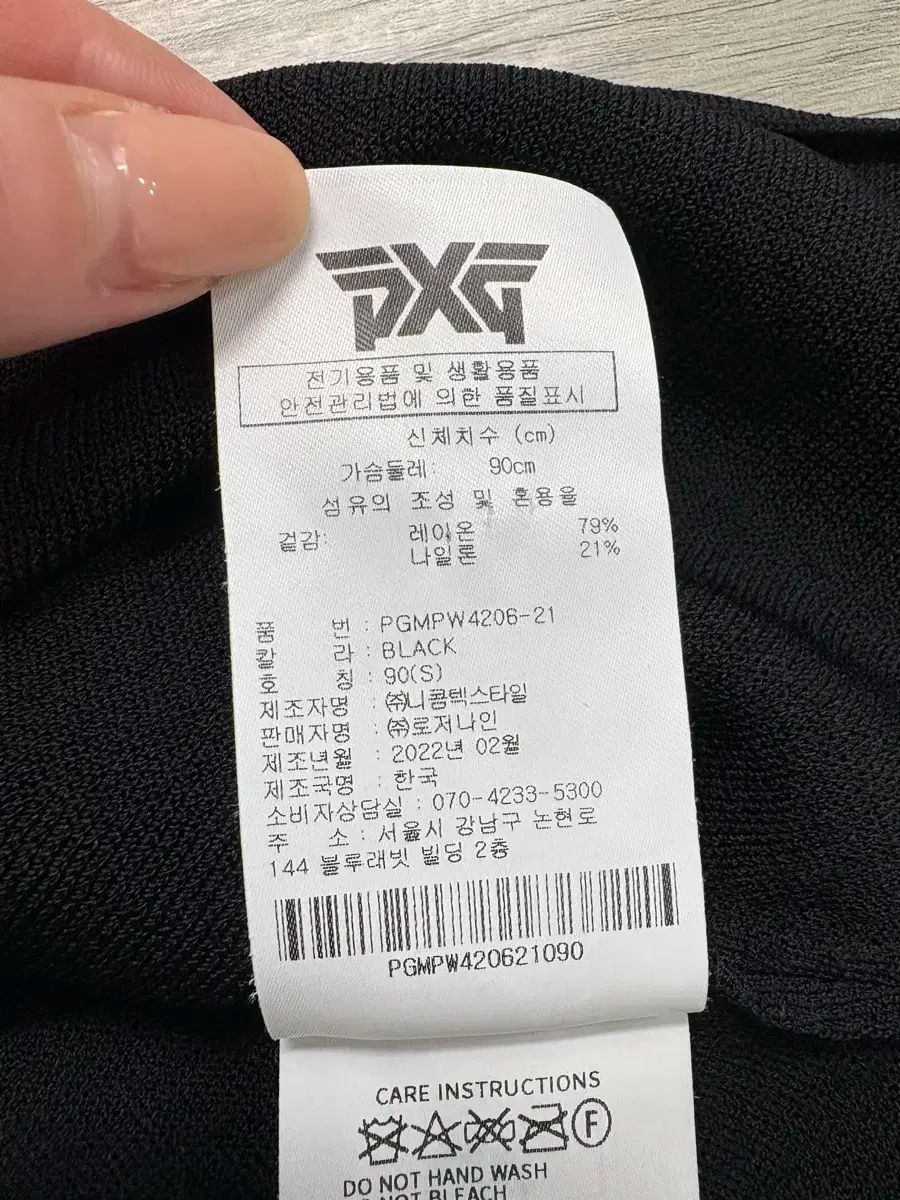 PXG
전기용품 및 생활용품
안전관리법에 의한 품질표시
신체치수 (cm)
가슴둘레: 90cm
섬유의 조성 및 혼용율
겉감: 레이온 79%
나일론 21%
품 번 : PGMPW4206-21
칼 라 : BLACK
호 칭 : 90(S)
제조자명 : ㈜니콤텍스타일
판매자명 : ㈜로저나인
제조년월 : 2022년 02월
제조국명 : 한국
소비자상담실 : 070-4233-5300
주 소 : 서울시 강남구 논현로
144 블루래빗 빌딩 2층
PGMPW420621090
CARE INSTRUCTIONS
F
DO NOT HAND WASH
NOT BLEACH